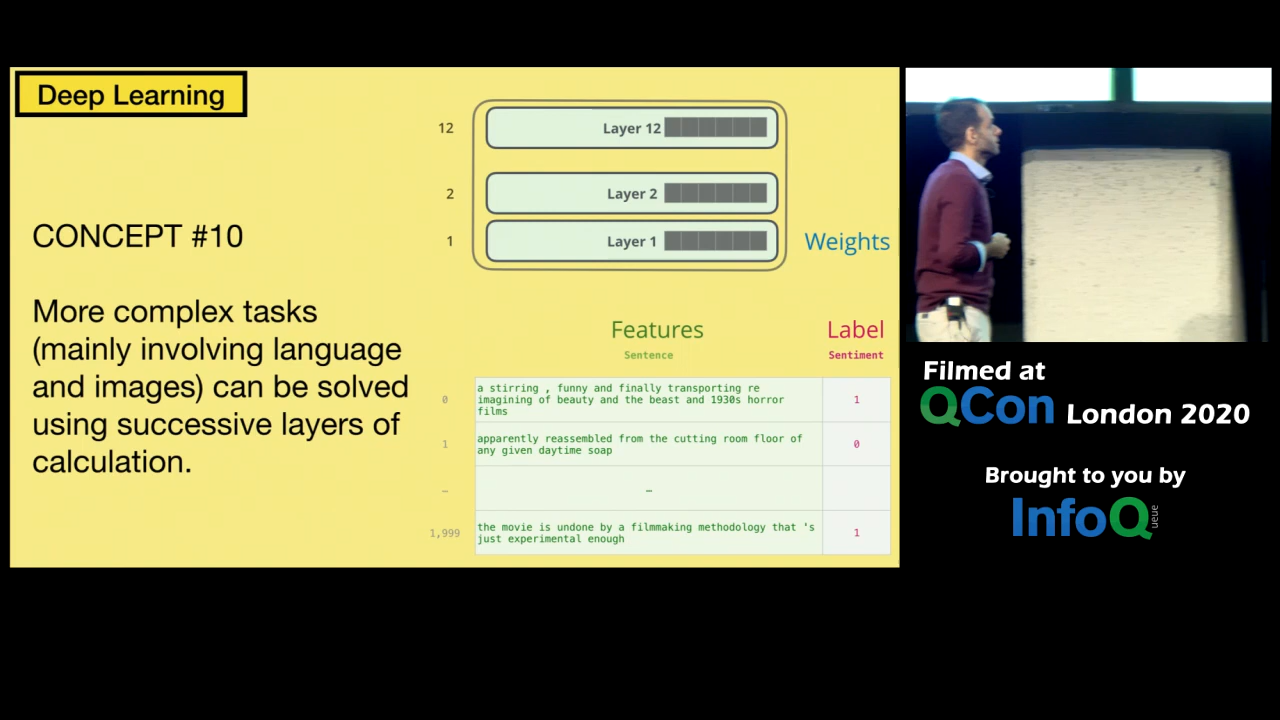 Deep Learning
CONCEPT #10
More complex tasks
(mainly involving language
and images) can be solved
using successive layers of
calculation.
12
Layer 12
2
Layer 2
1
Layer 1
Weights
Features
Label
Sentence
Sentiment
0
a stirring , funny and finally transporting re
imagining of beauty and the beast and 1930s horror
films
1
1
apparently reassembled from the cutting room floor of
any given daytime soap
0
…
…
1,999
the movie is undone by a filmmaking methodology that 's
just experimental enough
1
Filmed at
QCon London 2020
Brought to you by
InfoQ
queue